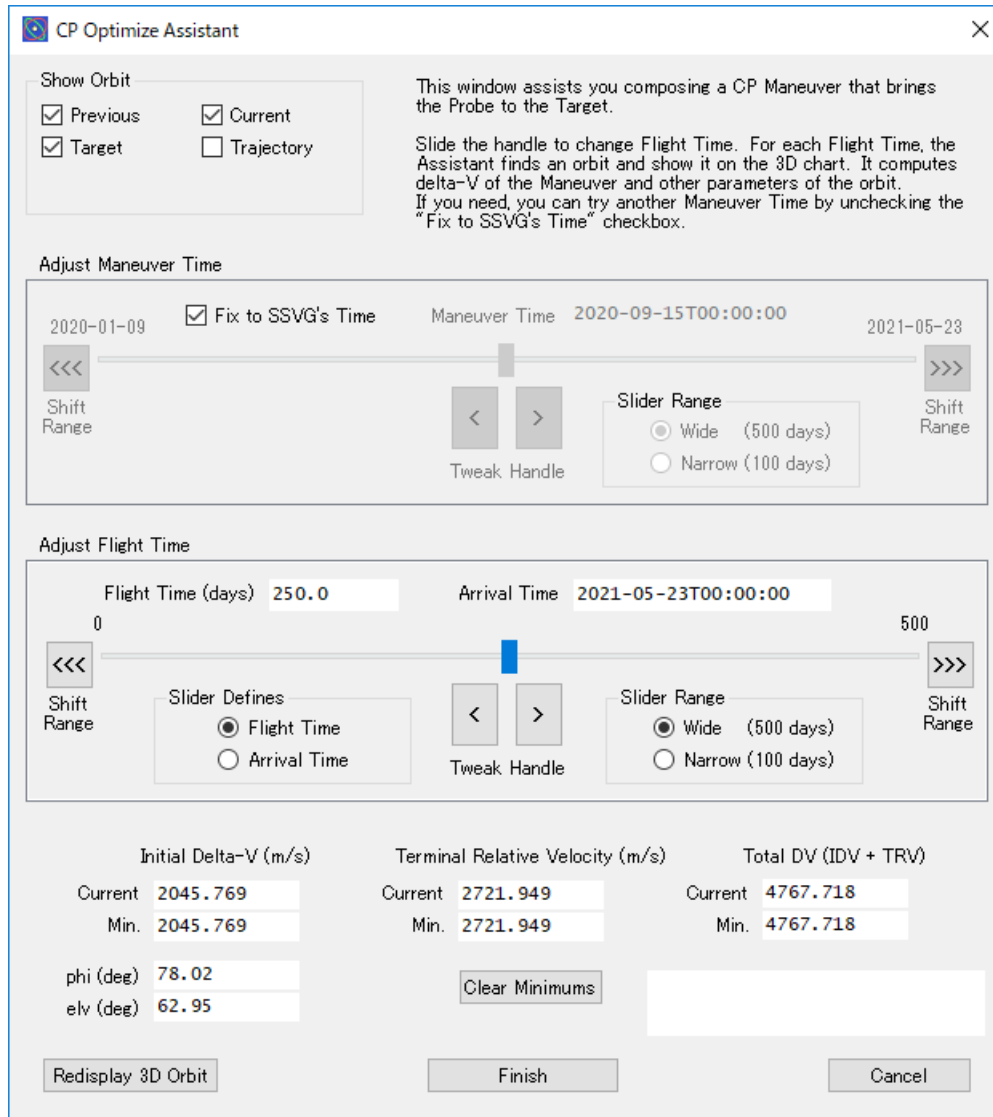 CP Optimize Assistant
Show Orbit
Previous
Current
Target
Trajectory
This window assists you composing a CP Maneuver that brings
the Probe to the Target.
Slide the handle to change Flight Time. For each Flight Time, the
Assistant finds an orbit and show it on the 3D chart. It computes
delta-V of the Maneuver and other parameters of the orbit.
If you need, you can try another Maneuver Time by unchecking the
"Fix to SSVG's Time" checkbox.
Adjust Maneuver Time
2020-01-09
Fix to SSVG's Time
Maneuver Time
2020-09-15T00:00:00
2021-05-23
<<<
>>>
Shift
Range
<
>
Tweak Handle
Slider Range
Wide (500 days)
Narrow (100 days)
Shift
Range
Adjust Flight Time
Flight Time (days)
250.0
Arrival Time
2021-05-23T00:00:00
0
500
<<<
>>>
Shift
Range
Slider Defines
Flight Time
Arrival Time
<
>
Tweak Handle
Slider Range
Wide (500 days)
Narrow (100 days)
Shift
Range
Initial Delta-V (m/s)
Current 2045.769
Min. 2045.769
Terminal Relative Velocity (m/s)
Current 2721.949
Min. 2721.949
Total DV (IDV + TRV)
Current 4767.718
Min. 4767.718
phi (deg) 78.02
elv (deg) 62.95
Clear Minimums
Redisplay 3D Orbit
Finish
Cancel